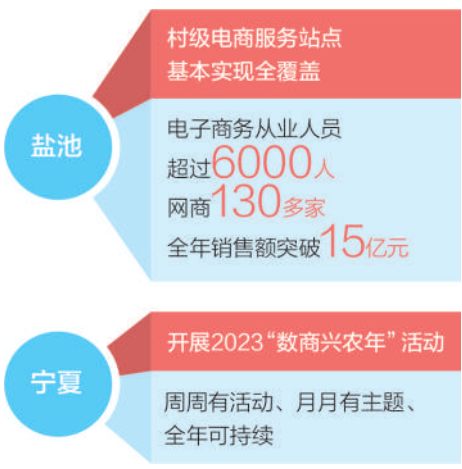 村级电商服务站点
基本实现全覆盖
盐池
电子商务从业人员
超过6000人
网商130多家
全年销售额突破15亿元
开展2023“数商兴农年”活动
宁夏
周周有活动、月月有主题、
全年可持续